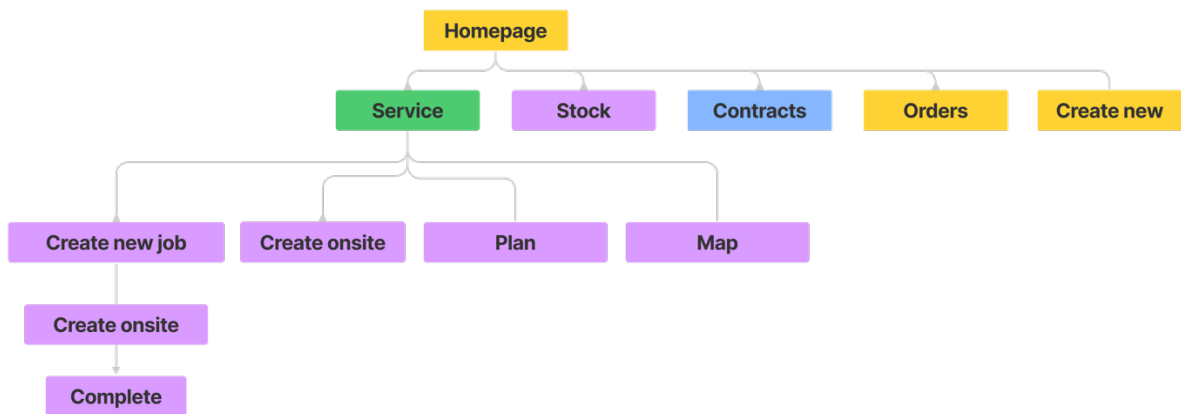 Homepage
Service
Stock
Contracts
Orders
Create new
Create new job
Create onsite
Plan
Map
Create onsite
Complete